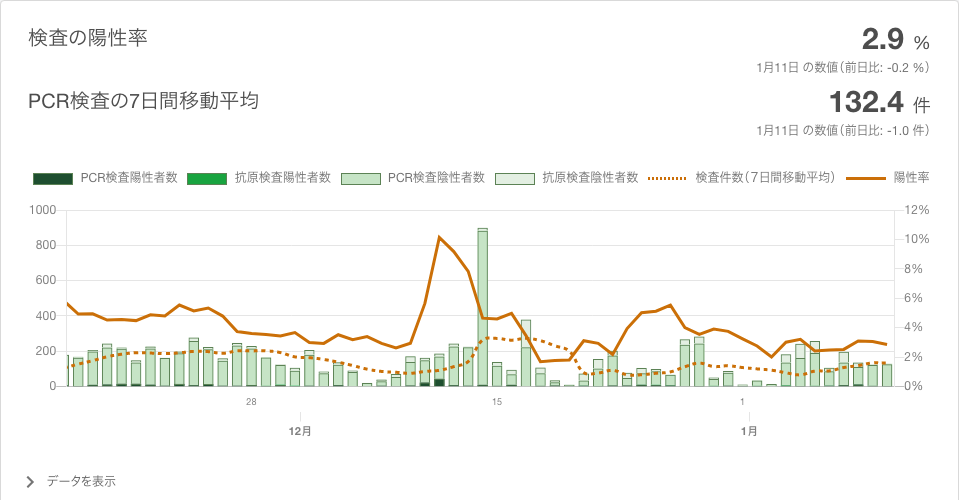 検査の陽性率
2.9 %
1月11日 の数値(前日比: -0.2 %)
PCR検査の7日間移動平均
132.4 件
1月11日 の数値(前日比: -1.0 件)
PCR検査陽性者数 抗原検査陽性者数 PCR検査陰性者数 抗原検査陰性者数 検査件数(7日間移動平均) 陽性率
1000 12%
800 10%
8%
600
6%
400
4%
200 2%
0 0%
28 15 1
12月 1月
データを表示